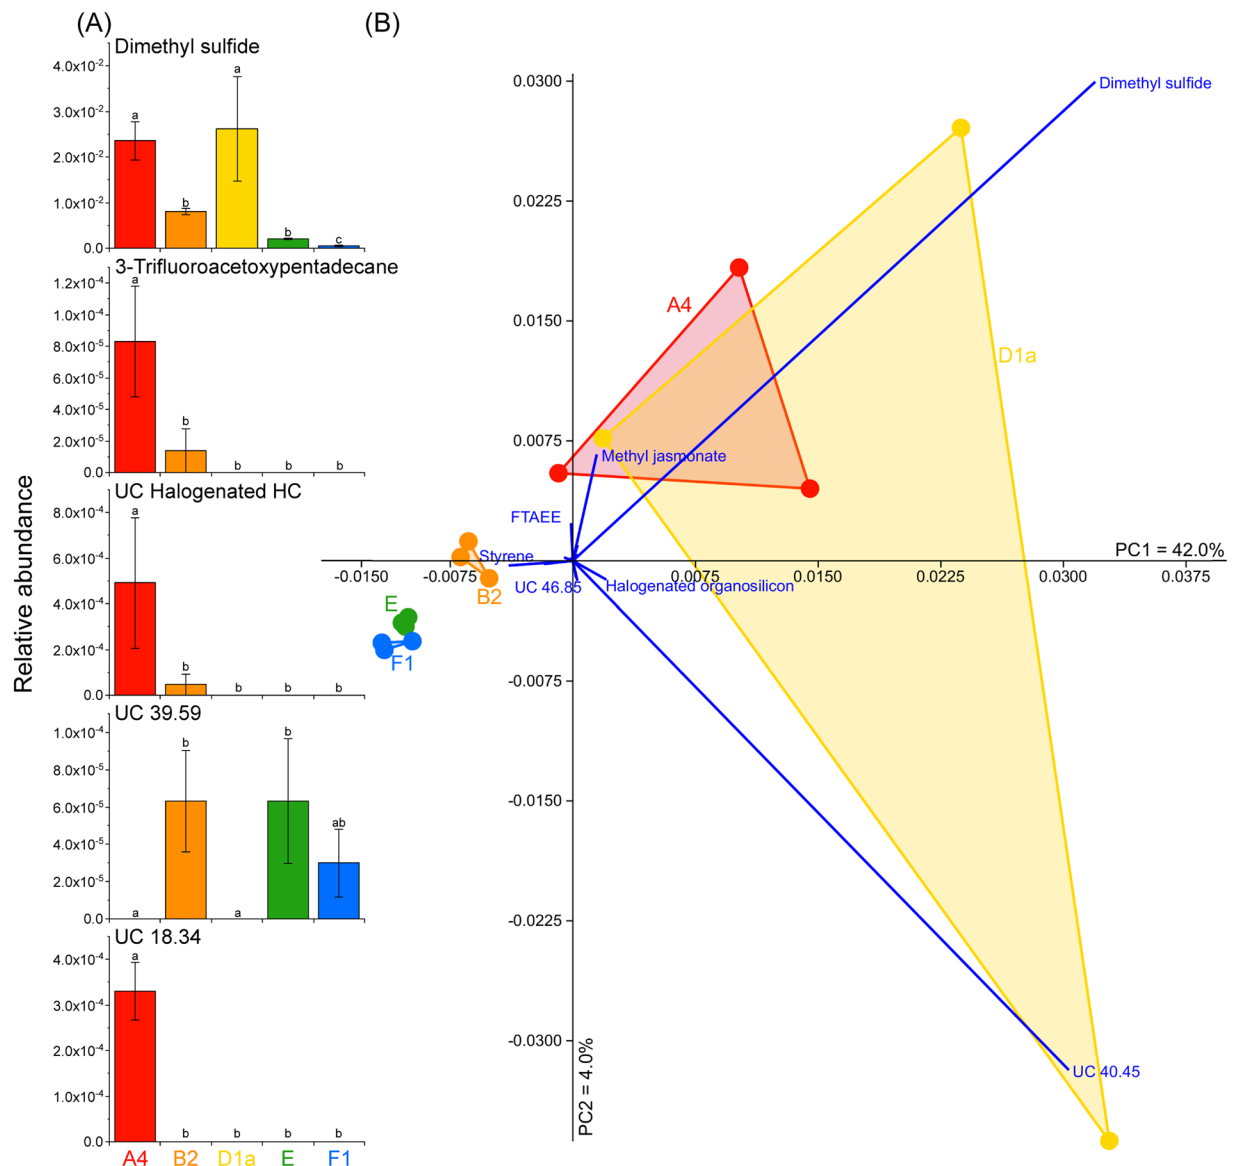 (A)
Relative abundance
Dimethyl sulfide
4.0x10⁻²
3.0x10⁻²
2.0x10⁻²
1.0x10⁻²
0.0
a
b
a
b
c
3-Trifluoroacetoxypentadecane
1.2x10⁻⁴
1.0x10⁻⁴
8.0x10⁻⁵
6.0x10⁻⁵
4.0x10⁻⁵
2.0x10⁻⁵
0.0
a
b
b
b
b
UC Halogenated HC
8.0x10⁻⁴
6.0x10⁻⁴
4.0x10⁻⁴
2.0x10⁻⁴
0.0
a
b
b
b
b
UC 39.59
1.0x10⁻⁴
8.0x10⁻⁵
6.0x10⁻⁵
4.0x10⁻⁵
2.0x10⁻⁵
0.0
a
b
a
b
ab
UC 18.34
4.0x10⁻⁴
3.0x10⁻⁴
2.0x10⁻⁴
1.0x10⁻⁴
0.0
a
b
b
b
b
A4 B2 D1a E F1
(B)
0.0300
0.0225
0.0150
0.0075
-0.0075
-0.0150
-0.0225
-0.0300
PC2 = 4.0%
-0.0150 -0.0075 0.0075 0.0150 0.0225 0.0300 0.0375
PC1 = 42.0%
Dimethyl sulfide
A4
D1a
Methyl jasmonate
FTAEE
Styrene
UC 46.85
Halogenated organosilicon
B2
E
F1
UC 40.45